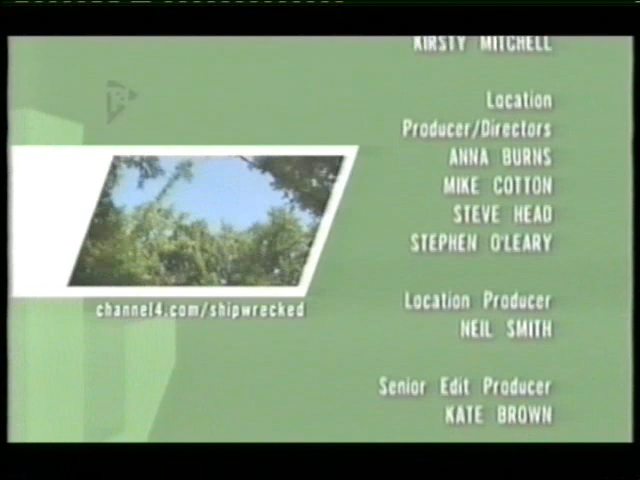 KIRSTY MITCHELL
Location
Producer/Directors
ANNA BURNS
MIKE COTTON
STEVE HEAD
STEPHEN O'LEARY
channel4.com/shipwrecked
Location Producer
NEIL SMITH
Senior Edit Producer
KATE BROWN